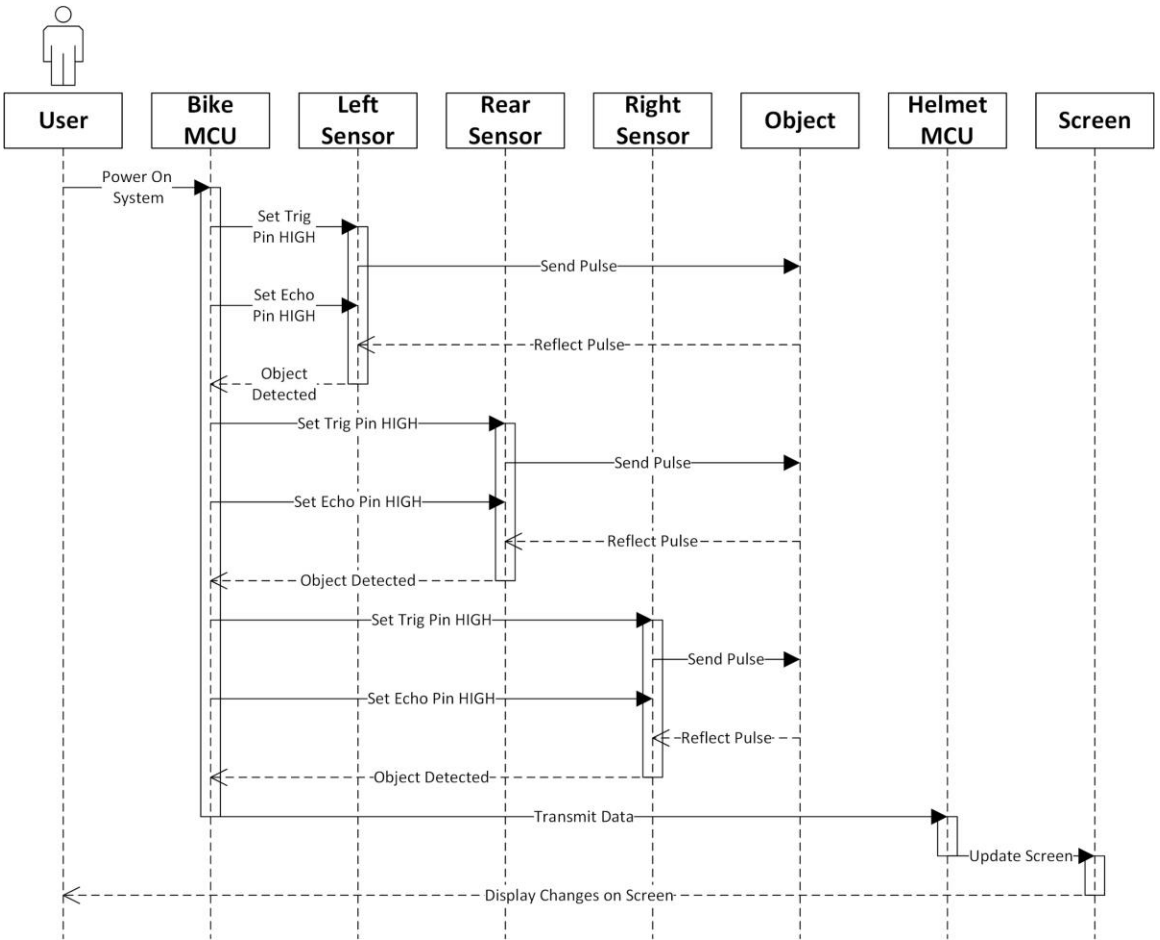 User
Bike
MCU
Left
Sensor
Rear
Sensor
Right
Sensor
Object
Helmet
MCU
Screen
Power On
System
Set Trig
Pin HIGH
Send Pulse
Set Echo
Pin HIGH
Reflect Pulse
Object
Detected
Set Trig Pin HIGH
Send Pulse
Set Echo Pin HIGH
Reflect Pulse
Object Detected
Set Trig Pin HIGH
Send Pulse
Set Echo Pin HIGH
Reflect Pulse
Object Detected
Transmit Data
Update Screen
Display Changes on Screen